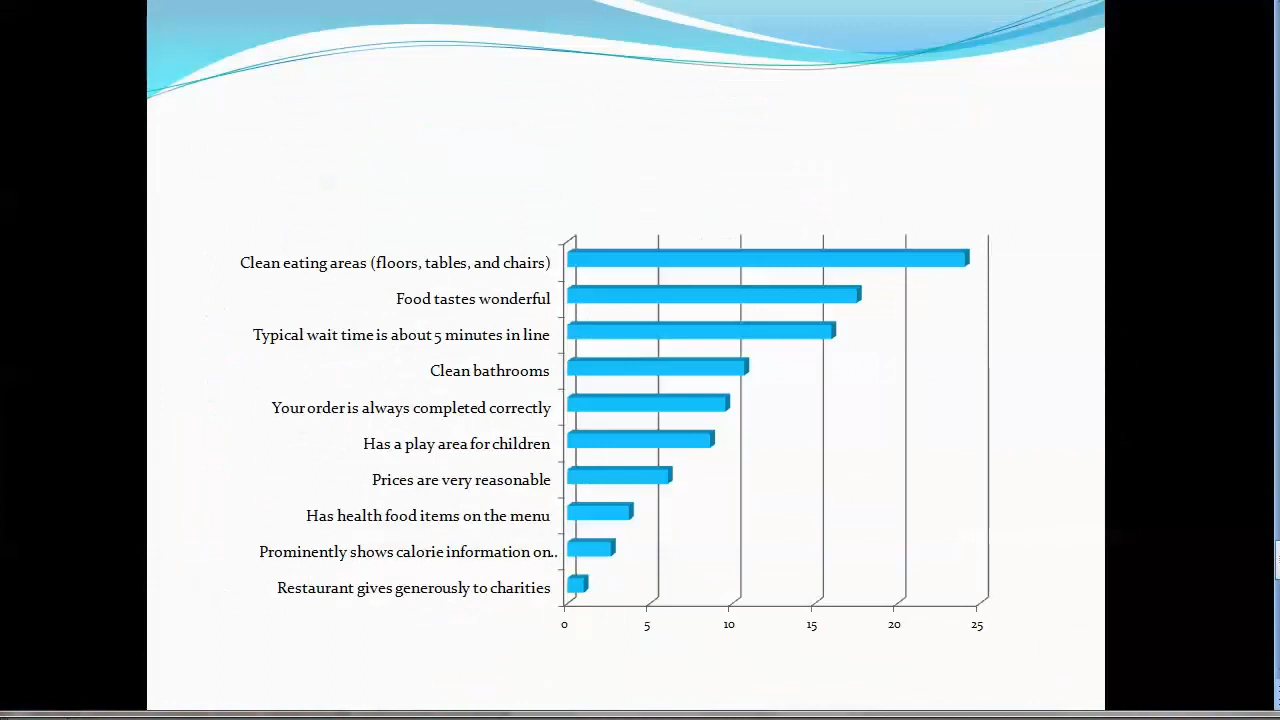 Clean eating areas (floors, tables, and chairs)
Food tastes wonderful
Typical wait time is about 5 minutes in line
Clean bathrooms
Your order is always completed correctly
Has a play area for children
Prices are very reasonable
Has health food items on the menu
Prominently shows calorie information on..
Restaurant gives generously to charities
0 5 10 15 20 25